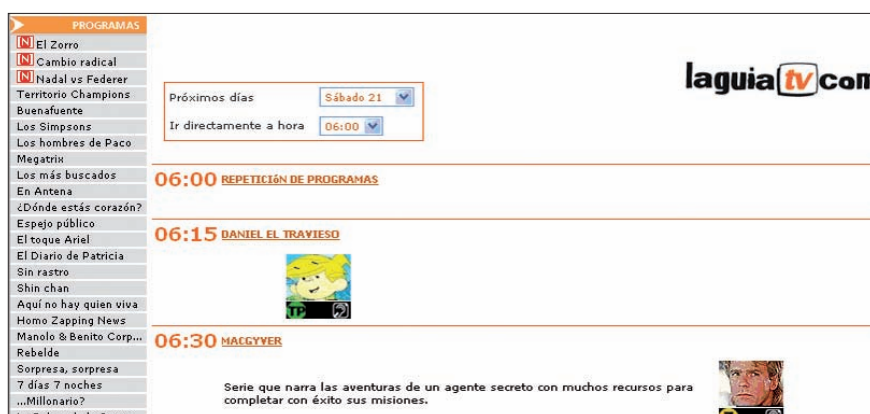 PROGRAMAS
N El Zorro
N Cambio radical
N Nadal vs Federer
Territorio Champions
Buenafuente
Los Simpsons
Los hombres de Paco
Megatrix
Los más buscados
En Antena
¿Dónde estás corazón?
Espejo público
El toque Ariel
El Diario de Patricia
Sin rastro
Shin chan
Aquí no hay quien viva
Homo Zapping News
Manolo & Benito Corp...
Rebelde
Sorpresa, sorpresa
7 días 7 noches
...Millonario?
laguiatvcom
Próximos días Sábado 21
Ir directamente a hora 06:00
06:00 REPETICIóN DE PROGRAMAS
06:15 DANIEL EL TRAVIESO
TP
06:30 MACGYVER
Serie que narra las aventuras de un agente secreto con muchos recursos para
completar con éxito sus misiones.